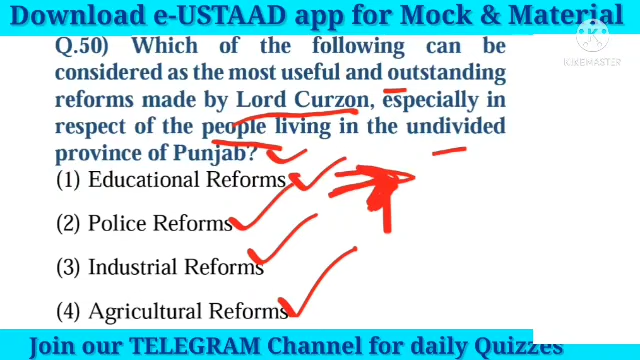 Download e-USTAAD app for Mock & Material
Q.50) Which of the following can be
considered as the most useful and outstanding
reforms made by Lord Curzon, especially in
respect of the people living in the undivided
province of Punjab?
(1) Educational Reforms
(2) Police Reforms
(3) Industrial Reforms
(4) Agricultural Reforms
Join our TELEGRAM Channel for daily Quizzes
KINEMASTER